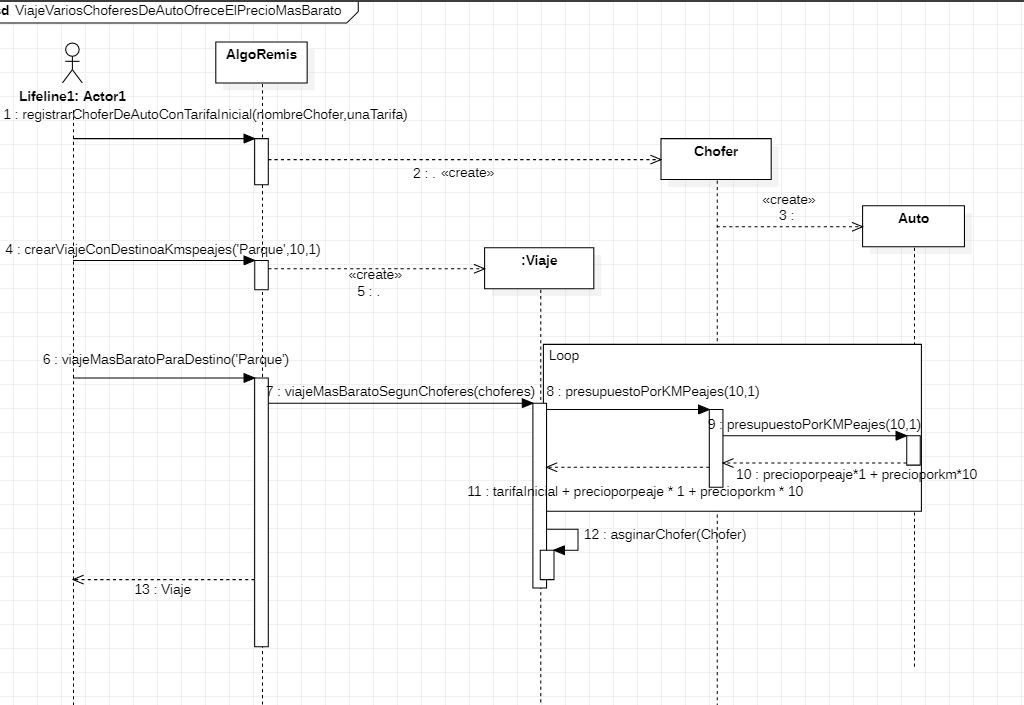 sd ViajeVariosChoferesDeAutoOfreceElPrecioMasBarato
AlgoRemis
Lifeline1: Actor1
1 : registrarChoferDeAutoConTarifaInicial(nombreChofer,unaTarifa)
Chofer
2 : . «create»
«create»
3 :
Auto
4 : crearViajeConDestinoaKmspeajes('Parque',10,1)
:Viaje
«create»
5 : .
Loop
6 : viajeMasBaratoParaDestino('Parque')
7 : viajeMasBaratoSegunChoferes(choferes)
8 : presupuestoPorKMPeajes(10,1)
9 : presupuestoPorKMPeajes(10,1)
10 : precioporpeaje*1 + precioporkm*10
11 : tarifaInicial + precioporpeaje * 1 + precioporkm * 10
12 : asginarChofer(Chofer)
13 : Viaje